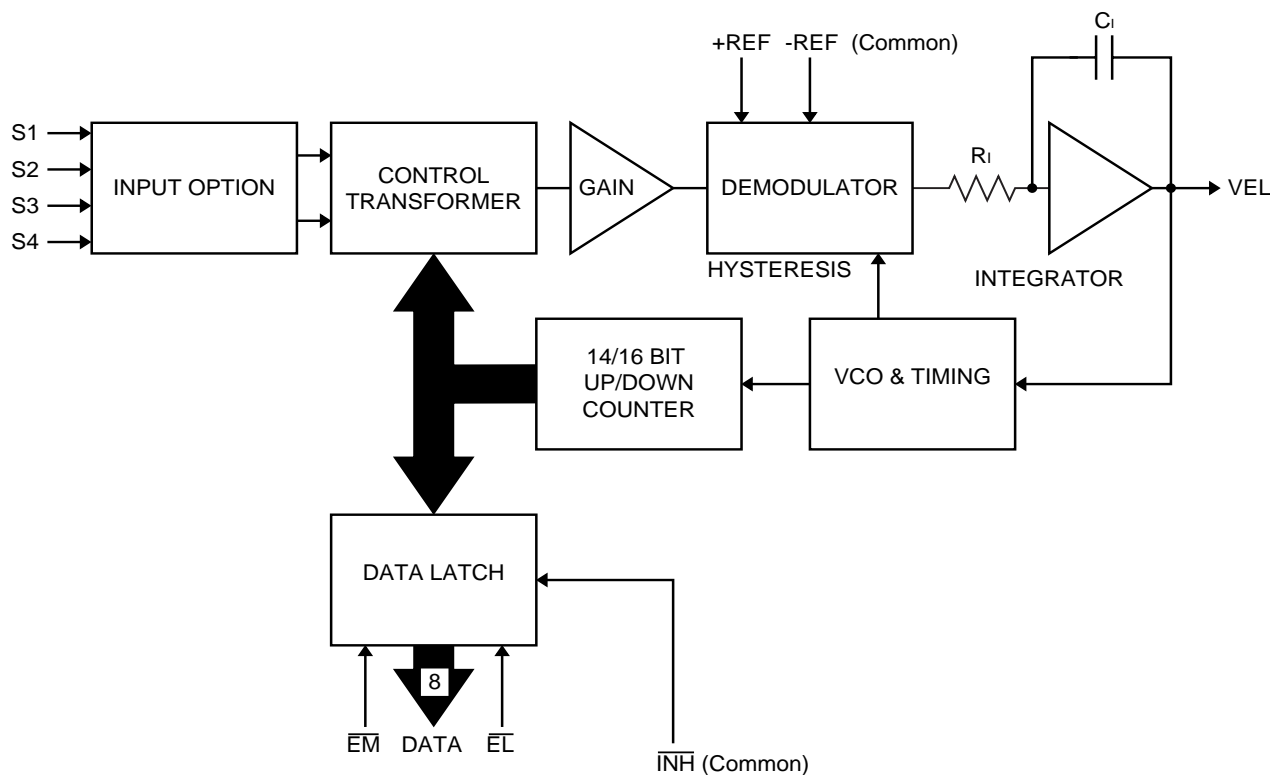 CI
+REF -REF (Common)
S1
S2
S3
S4
INPUT OPTION
CONTROL
TRANSFORMER
GAIN
DEMODULATOR
RI
VEL
HYSTERESIS
INTEGRATOR
14/16 BIT
UP/DOWN
COUNTER
VCO & TIMING
DATA LATCH
8
EM DATA EL
INH (Common)